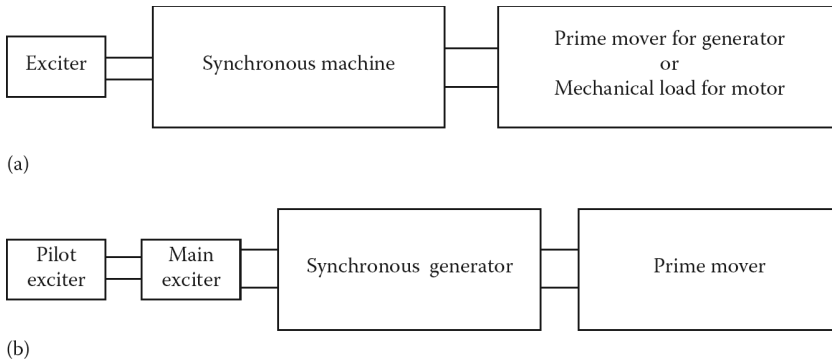 Exciter
Synchronous machine
Prime mover for generator
or
Mechanical load for motor
(a)
Pilot
exciter
Main
exciter
Synchronous generator
Prime mover
(b)